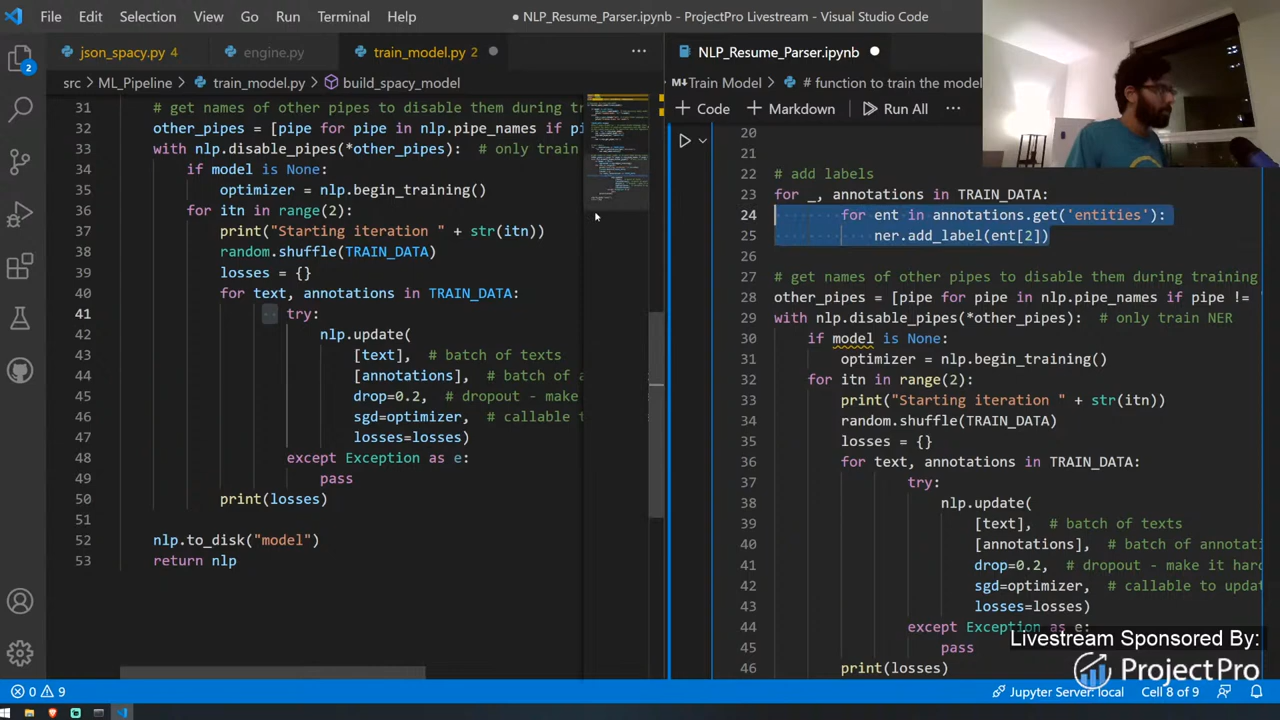 File Edit Selection View Go Run Terminal Help
● NLP_Resume_Parser.ipynb - ProjectPro Livestream - Visual Studio Code
json_spacy.py 4
engine.py
train_model.py 2 ●
...
NLP_Resume_Parser.ipynb ●
src > ML_Pipeline > train_model.py > build_spacy_model
M↓Train Model > # function to train the model
+ Code + Markdown Run All ...
2
31 # get names of other pipes to disable them during tr
32 other_pipes = [pipe for pipe in nlp.pipe_names if pi
33 with nlp.disable_pipes(*other_pipes): # only train
34 if model is None:
35 optimizer = nlp.begin_training()
36 for itn in range(2):
37 print("Starting iteration " + str(itn))
38 random.shuffle(TRAIN_DATA)
39 losses = {}
40 for text, annotations in TRAIN_DATA:
41 try:
42 nlp.update(
43 [text], # batch of texts
44 [annotations], # batch of a
45 drop=0.2, # dropout - make
46 sgd=optimizer, # callable t
47 losses=losses)
48 except Exception as e:
49 pass
50 print(losses)
51
52 nlp.to_disk("model")
53 return nlp
20
21
22 # add labels
23 for _, annotations in TRAIN_DATA:
24 for ent in annotations.get('entities'):
25 ner.add_label(ent[2])
26
27 # get names of other pipes to disable them during training
28 other_pipes = [pipe for pipe in nlp.pipe_names if pipe !=
29 with nlp.disable_pipes(*other_pipes): # only train NER
30 if model is None:
31 optimizer = nlp.begin_training()
32 for itn in range(2):
33 print("Starting iteration " + str(itn))
34 random.shuffle(TRAIN_DATA)
35 losses = {}
36 for text, annotations in TRAIN_DATA:
37 try:
38 nlp.update(
39 [text], # batch of texts
40 [annotations], # batch of annotati
41 drop=0.2, # dropout - make it hard
42 sgd=optimizer, # callable to updat
43 losses=losses)
44 except Exception as e:
45 pass
46 print(losses)
Livestream Sponsored By:
ProjectPro
0 9
Jupyter Server: local Cell 8 of 9